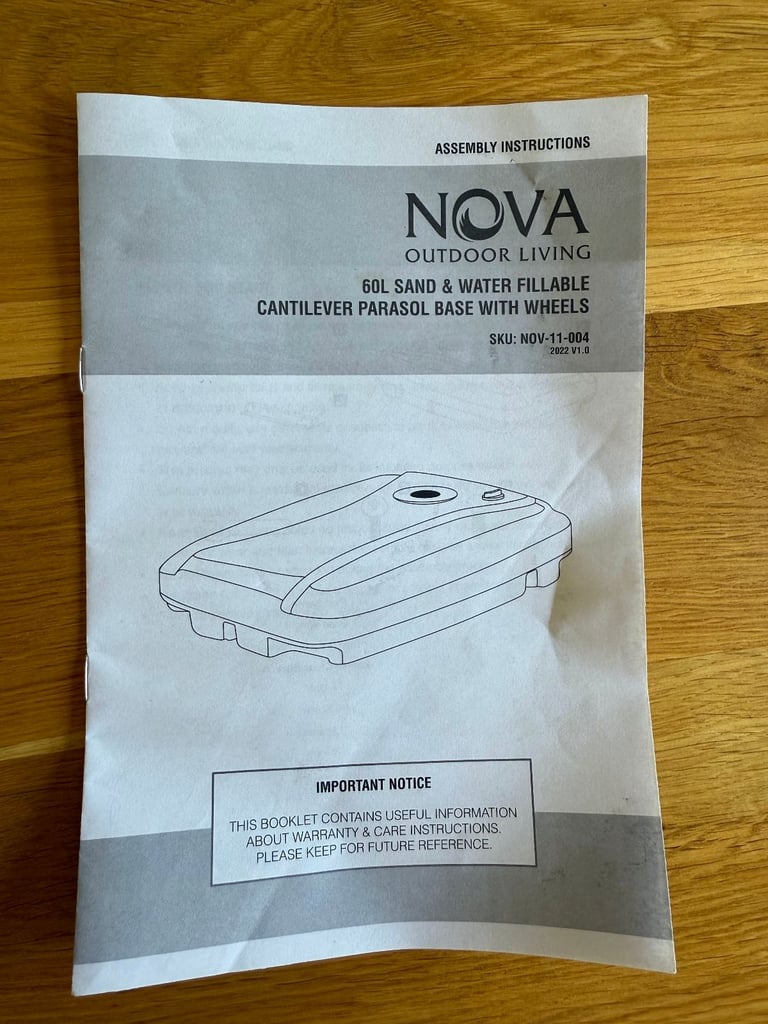 ASSEMBLY INSTRUCTIONS
NOVA
OUTDOOR LIVING
60L SAND & WATER FILLABLE
CANTILEVER PARASOL BASE WITH WHEELS
SKU: NOV-11-004
2022 V1.0
IMPORTANT NOTICE
THIS BOOKLET CONTAINS USEFUL INFORMATION
ABOUT WARRANTY & CARE INSTRUCTIONS.
PLEASE KEEP FOR FUTURE REFERENCE.